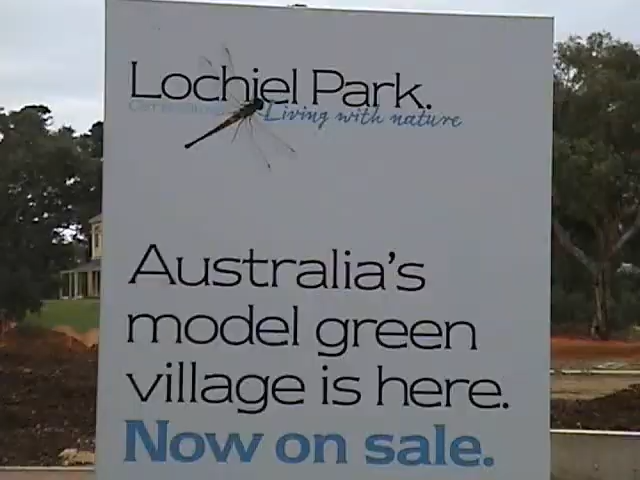 Lochiel Park.
Living with nature
Australia's
model green
village is here.
Now on sale.